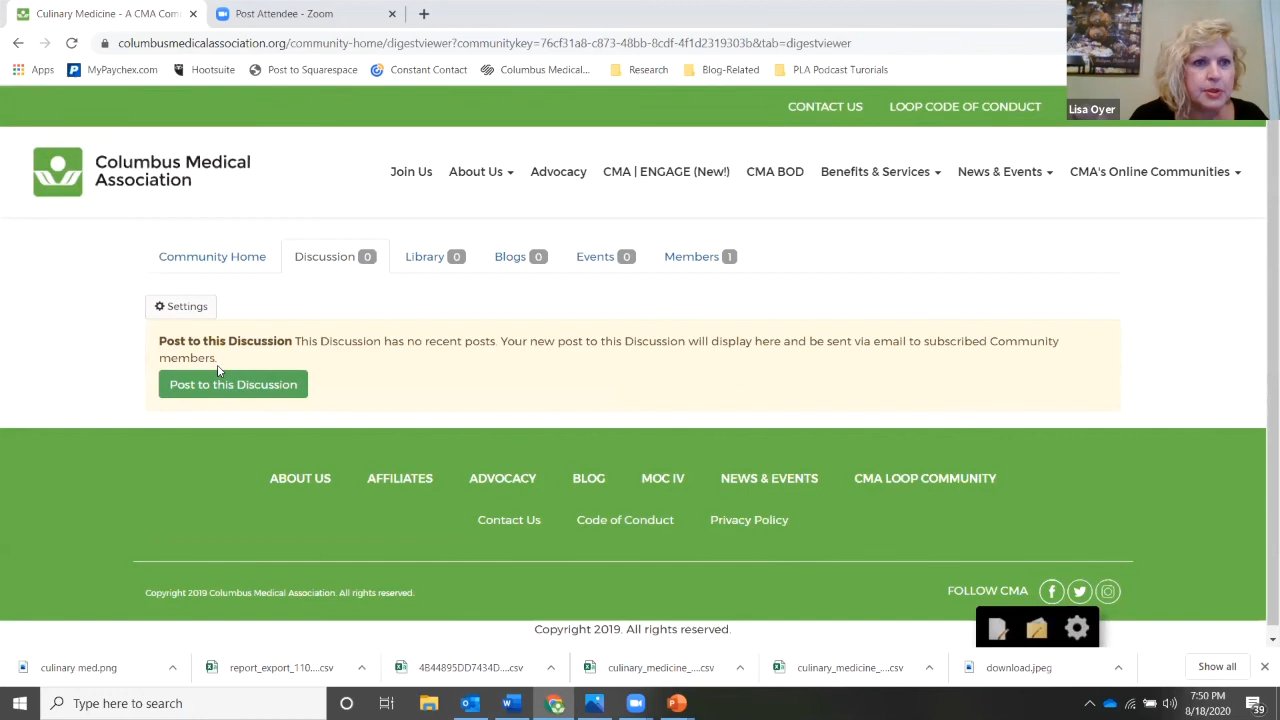 Culinary Medicine - A CMA Com
Post Attendee - Zoom
columbusmedicalassociation.org/community-home/digestviewer?communitykey=76cf31a8-c873-48bb-8cdf-4f1d2319303b&tab=digestviewer
Apps
MyPaychex.com
Hootsuite
Post to Squarespace
Constant Contact
Columbus Medical...
Research
Blog-Related
PLA Podcast Turorials
Lisa Oyer
CONTACT US
LOOP CODE OF CONDUCT
Columbus Medical
Association
Join Us
About Us
Advocacy
CMA | ENGAGE (New!)
CMA BOD
Benefits & Services
News & Events
CMA's Online Communities
Community Home
Discussion 0
Library 0
Blogs 0
Events 0
Members 1
Settings
Post to this Discussion This Discussion has no recent posts. Your new post to this Discussion will display here and be sent via email to subscribed Community
members.
Post to this Discussion
ABOUT US
AFFILIATES
ADVOCACY
BLOG
MOC IV
NEWS & EVENTS
CMA LOOP COMMUNITY
Contact Us
Code of Conduct
Privacy Policy
Copyright 2019 Columbus Medical Association. All rights reserved.
FOLLOW CMA
Copyright 2019. All rights reserved.
culinary med.png
report_export_110....csv
4B44895DD7434D....csv
culinary_medicine_....csv
culinary_medicine_....csv
download.jpeg
Show all
Type here to search
7:50 PM
8/18/2020
39